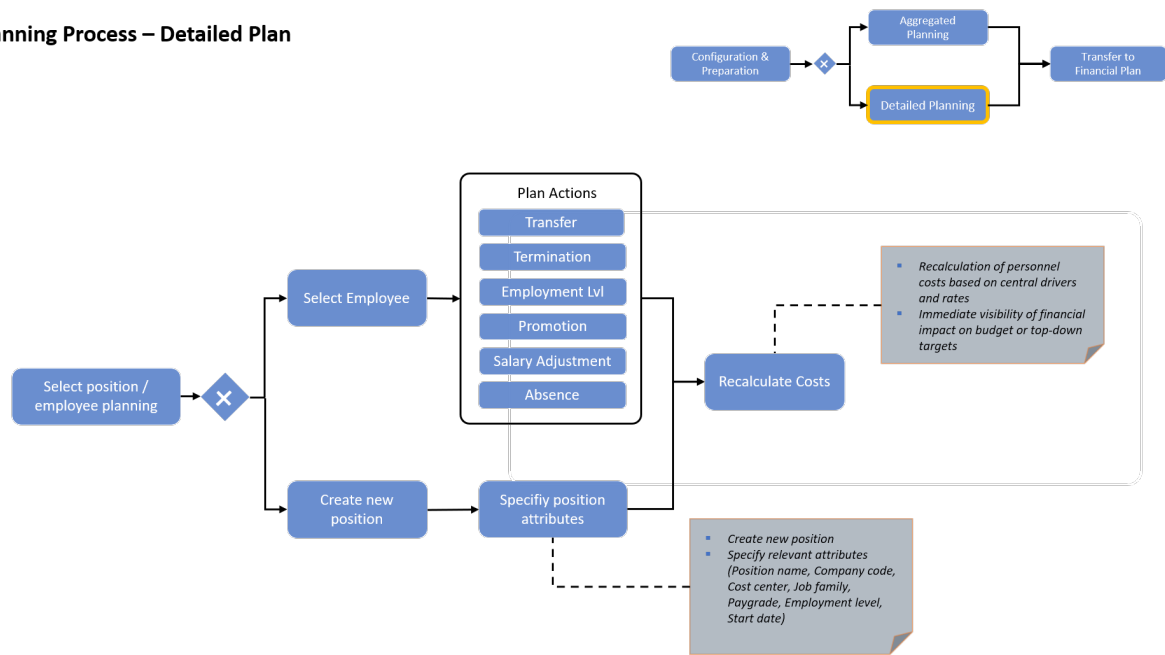 anning Process – Detailed Plan
Aggregated
Planning
Configuration &
Preparation
Transfer to
Financial Plan
Detailed Planning
Plan Actions
Transfer
Termination
Employment Lvl
Promotion
Salary Adjustment
Absence
Select Employee
Select position /
employee planning
Recalculate Costs
Recalculation of personnel
costs based on central drivers
and rates
Immediate visibility of financial
impact on budget or top-down
targets
Create new
position
Specifiy position
attributes
Create new position
Specify relevant attributes
(Position name, Company code,
Cost center, Job family,
Paygrade, Employment level,
Start date)